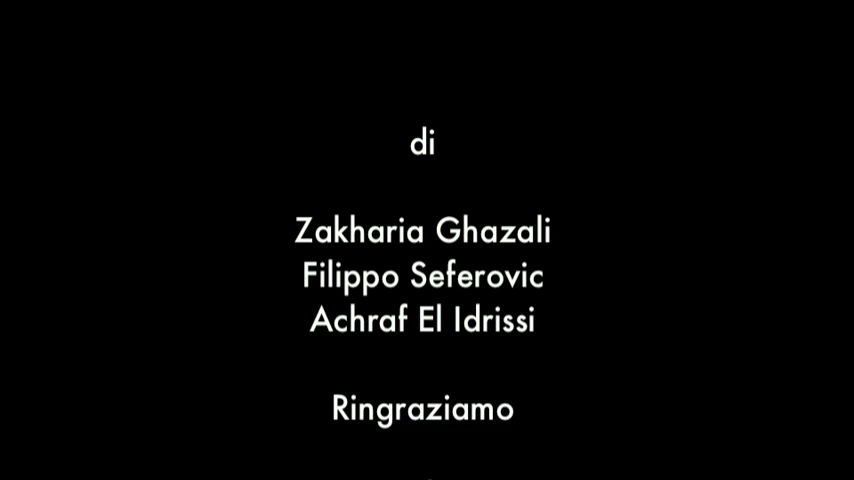 di
Zakharia Ghazali
Filippo Seferovic
Achraf El Idrissi
Ringraziamo